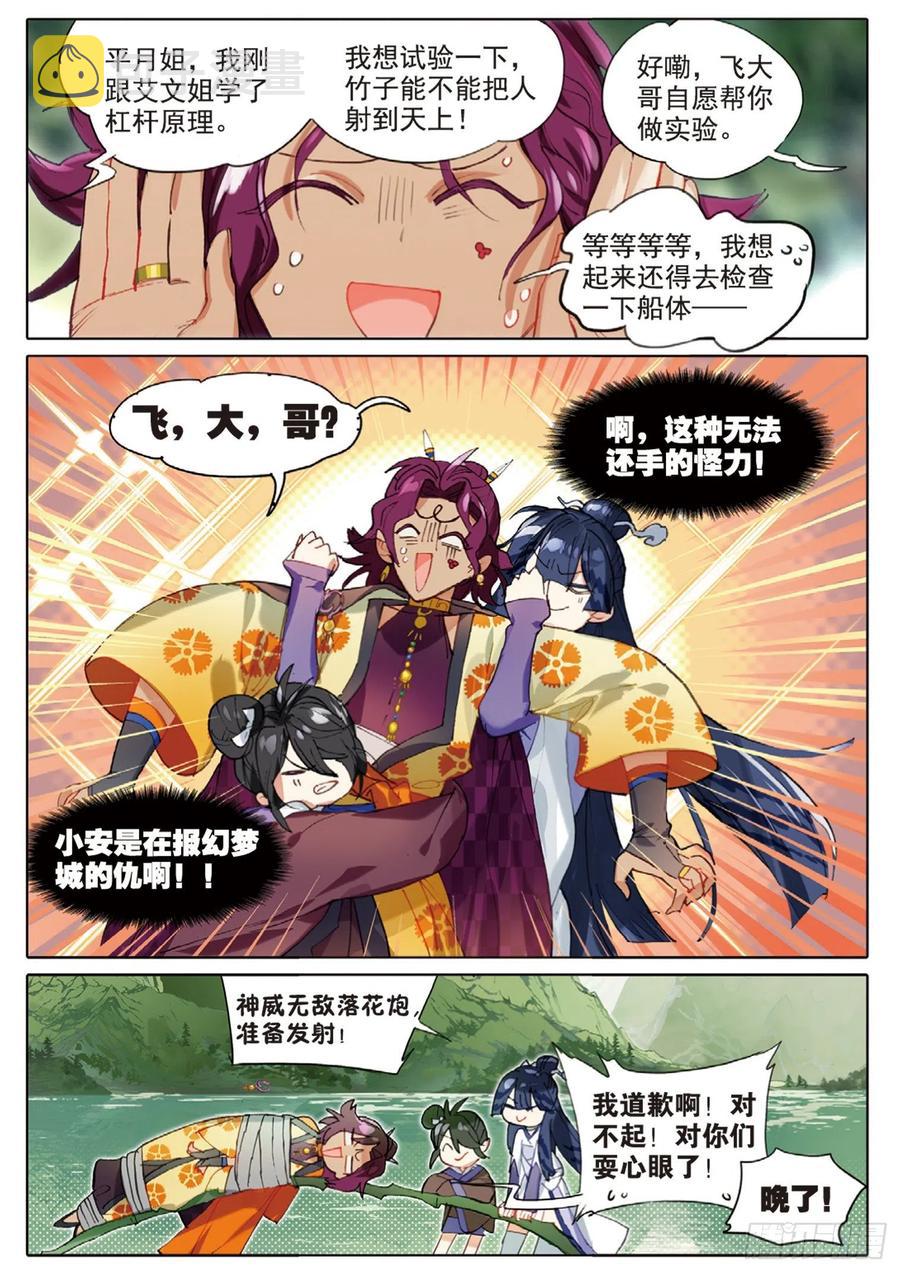 平月姐，我刚
跟艾文姐学了
杠杆原理。
我想试验一下，
竹子能不能把人
射到天上！
好嘞，飞大
哥自愿帮你
做实验。
等等等等，我想
起来还得去检查
一下船体——
飞，大，哥？
啊，这种无法
还手的怪力！
小安是在报幻梦
城的仇啊！！
神威无敌落花炮，
准备发射！
我道歉啊！对
不起！对你们
耍心眼了！
晚了！